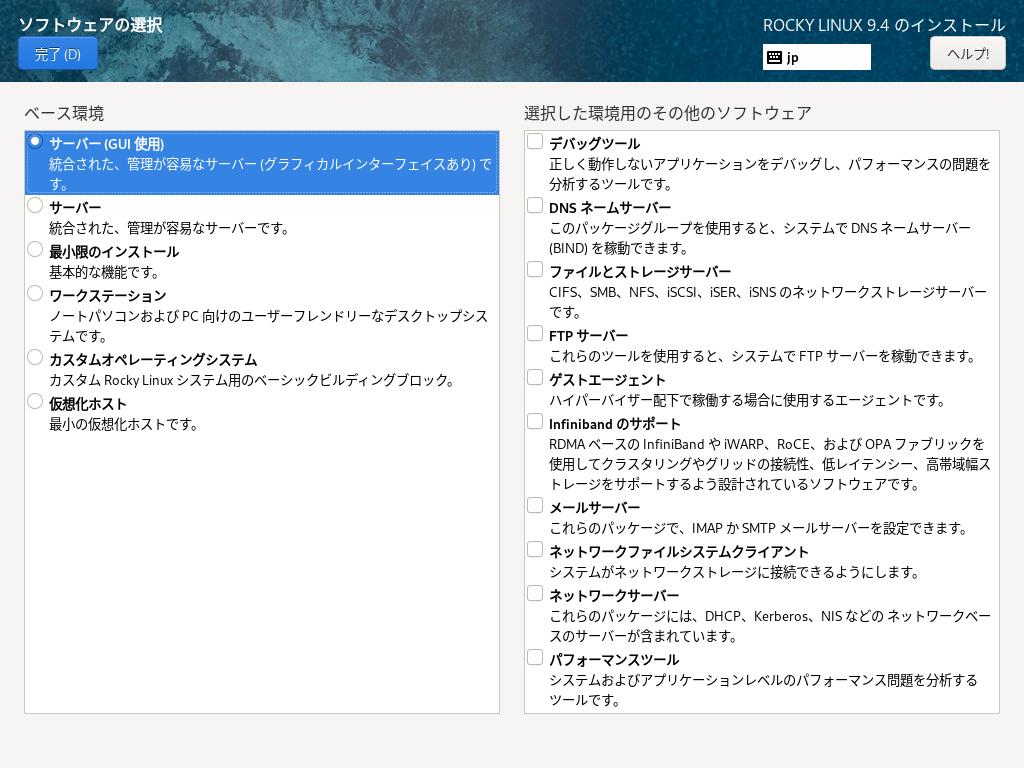 ソフトウェアの選択
ROCKY LINUX 9.4 のインストール
完了 (D)
jp
ヘルプ!
ベース環境
サーバー (GUI 使用)
統合された、管理が容易なサーバー (グラフィカルインターフェイスあり) で
す。
サーバー
統合された、管理が容易なサーバーです。
最小限のインストール
基本的な機能です。
ワークステーション
ノートパソコンおよび PC 向けのユーザーフレンドリーなデスクトップシス
テムです。
カスタムオペレーティングシステム
カスタム Rocky Linux システム用のベーシックビルディングブロック。
仮想化ホスト
最小の仮想化ホストです。
選択した環境用のその他のソフトウェア
デバッグツール
正しく動作しないアプリケーションをデバッグし、パフォーマンスの問題を
分析するツールです。
DNS ネームサーバー
このパッケージグループを使用すると、システムで DNS ネームサーバー
(BIND) を稼動できます。
ファイルとストレージサーバー
CIFS、SMB、NFS、iSCSI、iSER、iSNS のネットワークストレージサーバー
です。
FTP サーバー
これらのツールを使用すると、システムで FTP サーバーを稼動できます。
ゲストエージェント
ハイパーバイザー配下で稼働する場合に使用するエージェントです。
Infiniband のサポート
RDMA ベースの InfiniBand や iWARP、RoCE、および OPA ファブリックを
使用してクラスタリングやグリッドの接続性、低レイテンシー、高帯域幅ス
トレージをサポートするよう設計されているソフトウェアです。
メールサーバー
これらのパッケージで、IMAP か SMTP メールサーバーを設定できます。
ネットワークファイルシステムクライアント
システムがネットワークストレージに接続できるようにします。
ネットワークサーバー
これらのパッケージには、DHCP、Kerberos、NIS などの ネットワークベー
スのサーバーが含まれています。
パフォーマンスツール
システムおよびアプリケーションレベルのパフォーマンス問題を分析する
ツールです。